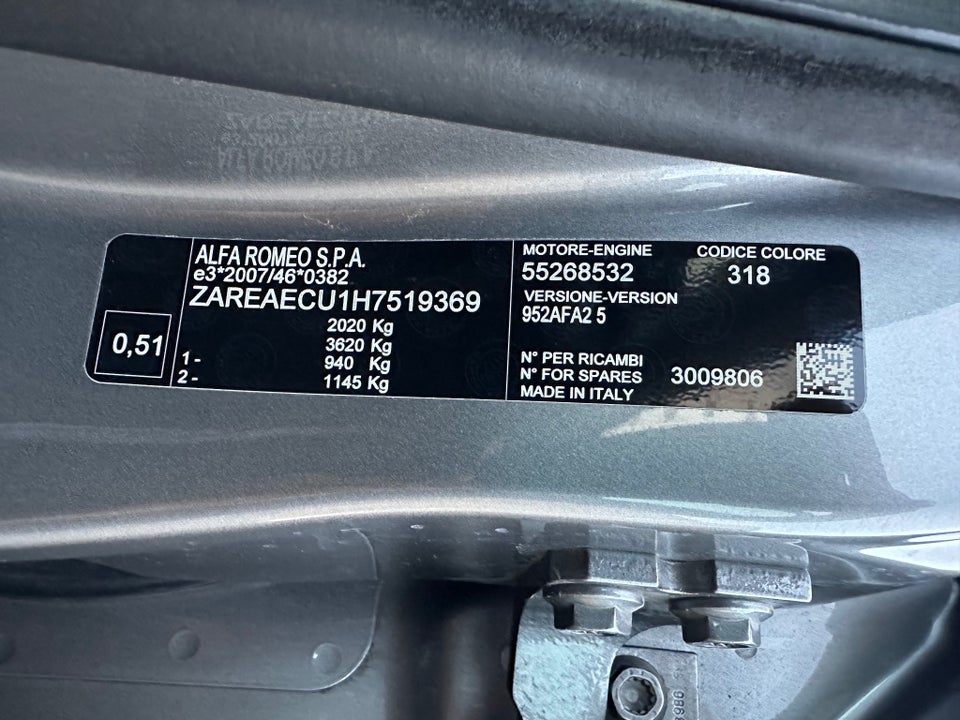 0,51
ALFA ROMEO S.P.A.
e3*2007/46*0382
ZAREAECU1H7519369
2020 Kg
3620 Kg
1- 940 Kg
2- 1145 Kg
MOTORE-ENGINE
55268532
VERSIONE-VERSION
952AFA2 5
CODICE COLORE
318
N° PER RICAMBI
N° FOR SPARES 3009806
MADE IN ITALY